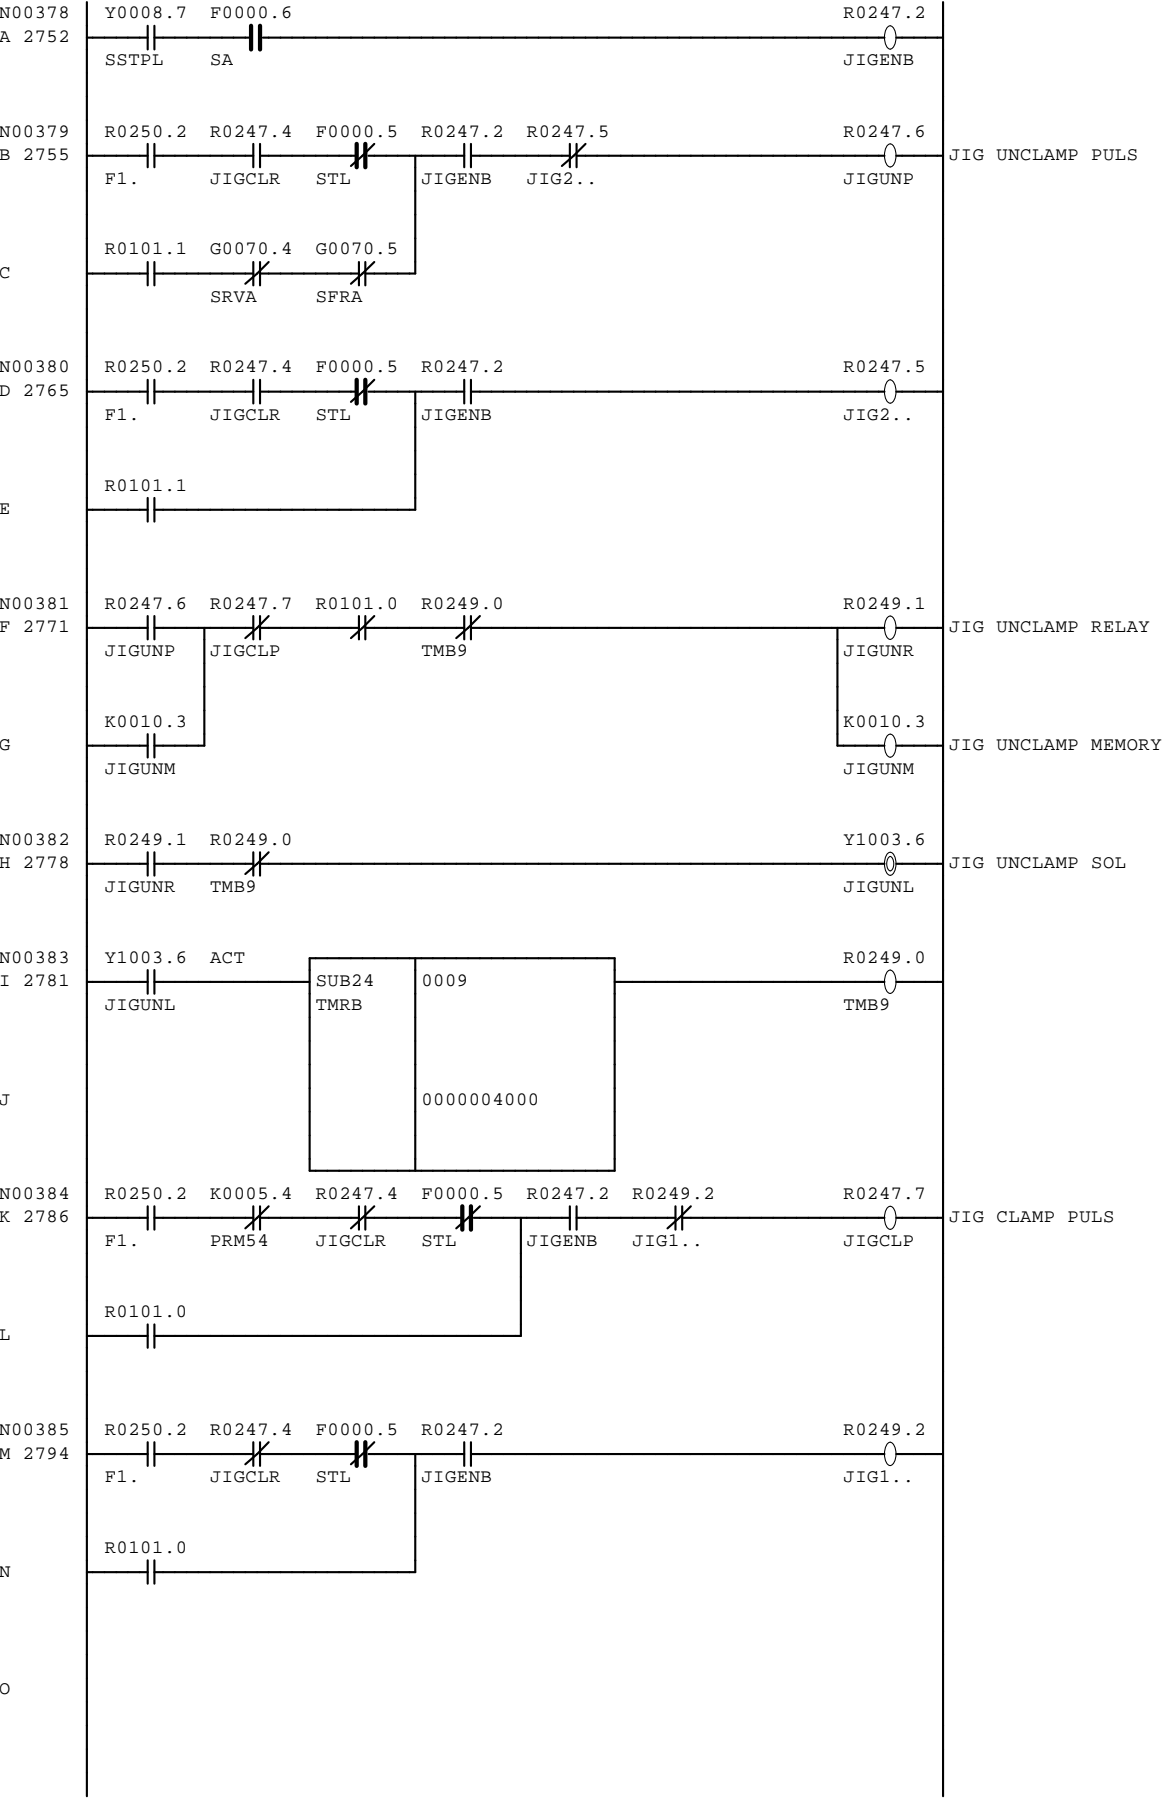 N00378 Y0008.7 F0000.6 R0247.2
A 2752
SSTPL SA JIGENB
N00379 R0250.2 R0247.4 F0000.5 R0247.2 R0247.5 R0247.6
B 2755 JIG UNCLAMP PULS
F1. JIGCLR STL JIGENB JIG2.. JIGUNP
R0101.1 G0070.4 G0070.5
C
SRVA SFRA
N00380 R0250.2 R0247.4 F0000.5 R0247.2 R0247.5
D 2765
F1. JIGCLR STL JIGENB JIG2..
R0101.1
E
N00381 R0247.6 R0247.7 R0101.0 R0249.0 R0249.1
F 2771 JIG UNCLAMP RELAY
JIGUNP JIGCLP TMB9 JIGUNR
K0010.3 K0010.3
G JIG UNCLAMP MEMORY
JIGUNM JIGUNM
N00382 R0249.1 R0249.0 Y1003.6
H 2778 JIG UNCLAMP SOL
JIGUNR TMB9 JIGUNL
N00383 Y1003.6 ACT R0249.0
I 2781 SUB24 0009
JIGUNL TMRB TMB9
J 0000004000
N00384 R0250.2 K0005.4 R0247.4 F0000.5 R0247.2 R0249.2 R0247.7
K 2786 JIG CLAMP PULS
F1. PRM54 JIGCLR STL JIGENB JIG1.. JIGCLP
R0101.0
L
N00385 R0250.2 R0247.4 F0000.5 R0247.2 R0249.2
M 2794
F1. JIGCLR STL JIGENB JIG1..
R0101.0
N
O